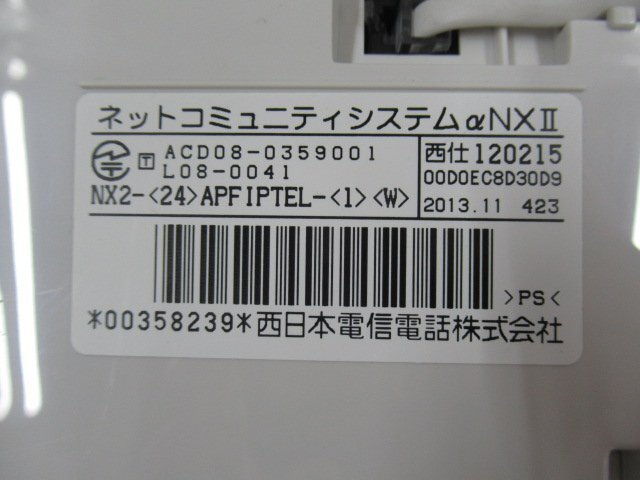 ネットコミュニティシステムαNXⅡ
T ACD08-0359001
L08-0041
西仕120215
00D0EC8D30D9
NX2-<24>APFIPTEL-<1><W>
2013.11 423
>PS<
*00358239*西日本電信電話株式会社